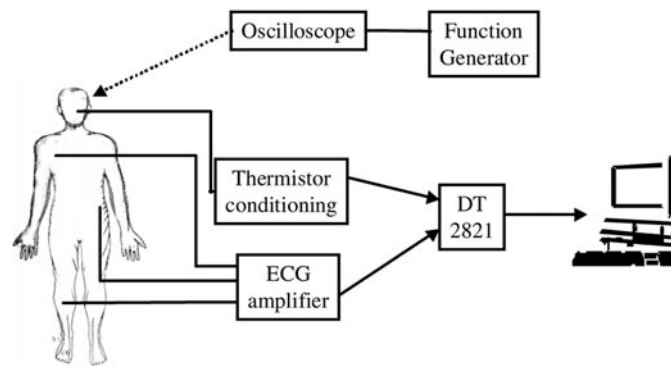 Oscilloscope
Function
Generator
Thermistor
conditioning
DT
2821
ECG
amplifier